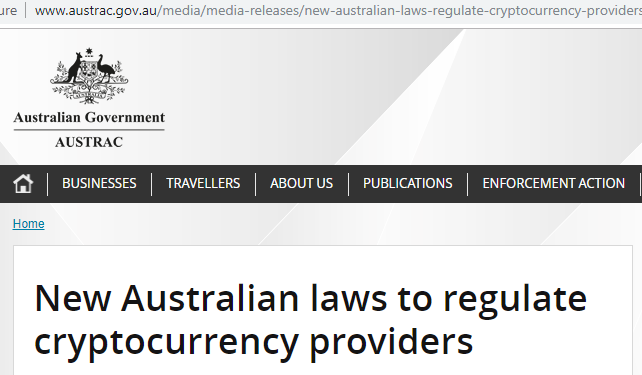 ure www.austrac.gov.au/media/media-releases/new-australian-laws-regulate-cryptocurrency-providers
Australian Government
AUSTRAC
BUSINESSES TRAVELLERS ABOUT US PUBLICATIONS ENFORCEMENT ACTION
Home
New Australian laws to regulate
cryptocurrency providers